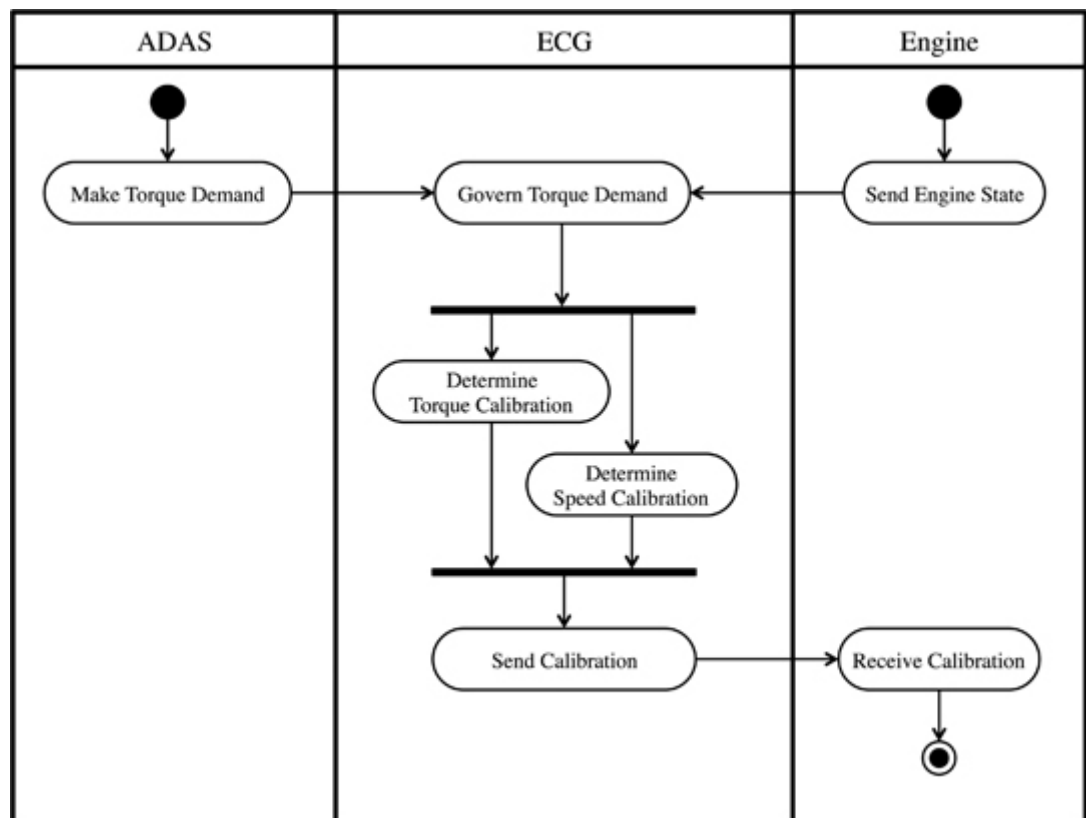 ADAS
ECG
Engine
Make Torque Demand
Govern Torque Demand
Send Engine State
Determine
Torque Calibration
Determine
Speed Calibration
Send Calibration
Receive Calibration